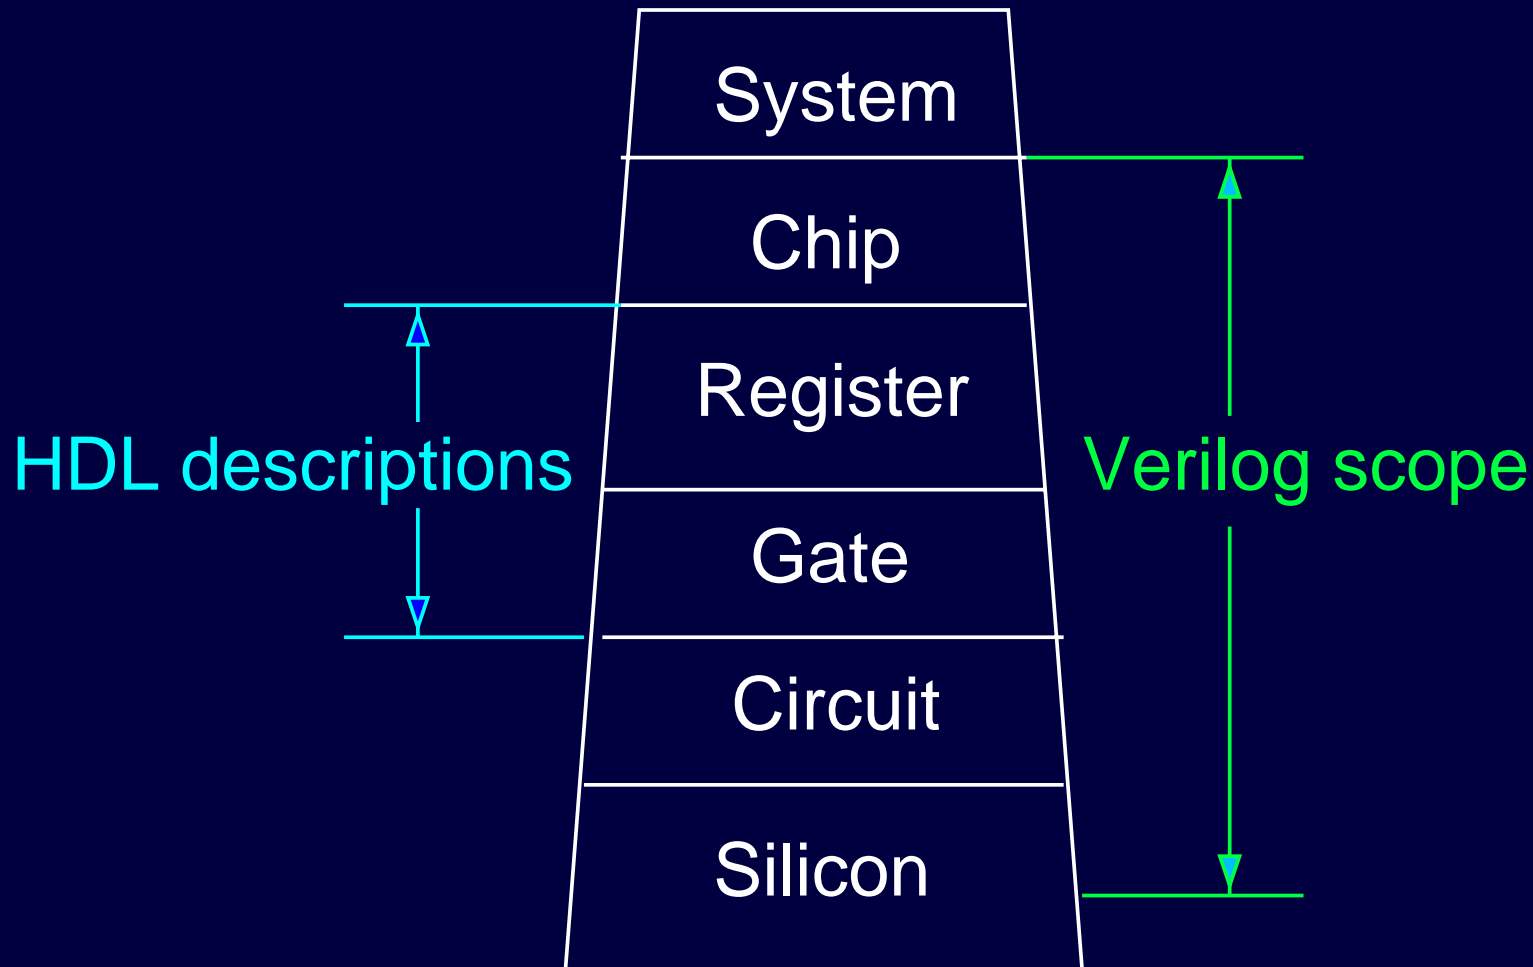 System
Chip
Register
HDL descriptions
Verilog scope
Gate
Circuit
Silicon